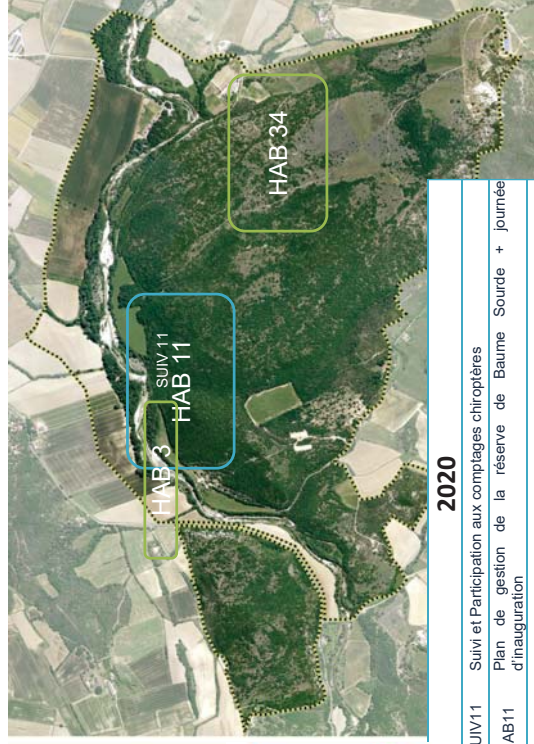 HAB 34
SUIV 11
HAB 11
HAB 3
2020
UIV11 Suivi et Participation aux comptages chiroptères
AB11 Plan de gestion de la réserve de Baume Sourde + journée
d'inauguration